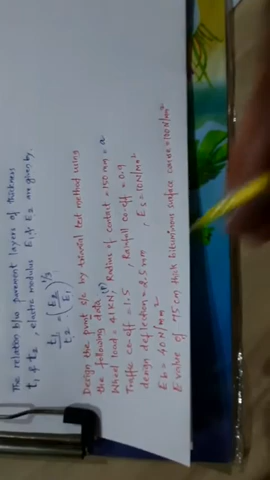 The relation b/w pavement layers of thickness
t1 & t2, elastic modulus E1 & E2 are given by,
t1/t2 = (E2/E1)^1/3
Design the pvmt c/s by triaxial test method using
the following data
Wheel load = 41 KN (P) Radius of contact = 150 mm = a
Traffic co-eff = 1.5, Rainfall co-eff = 0.9
design deflection = 2.5 mm, Es = 10 N/mm2
Eb = 40 N/mm2
E value of 75 cm thick bituminous surface course = 100 N/mm2